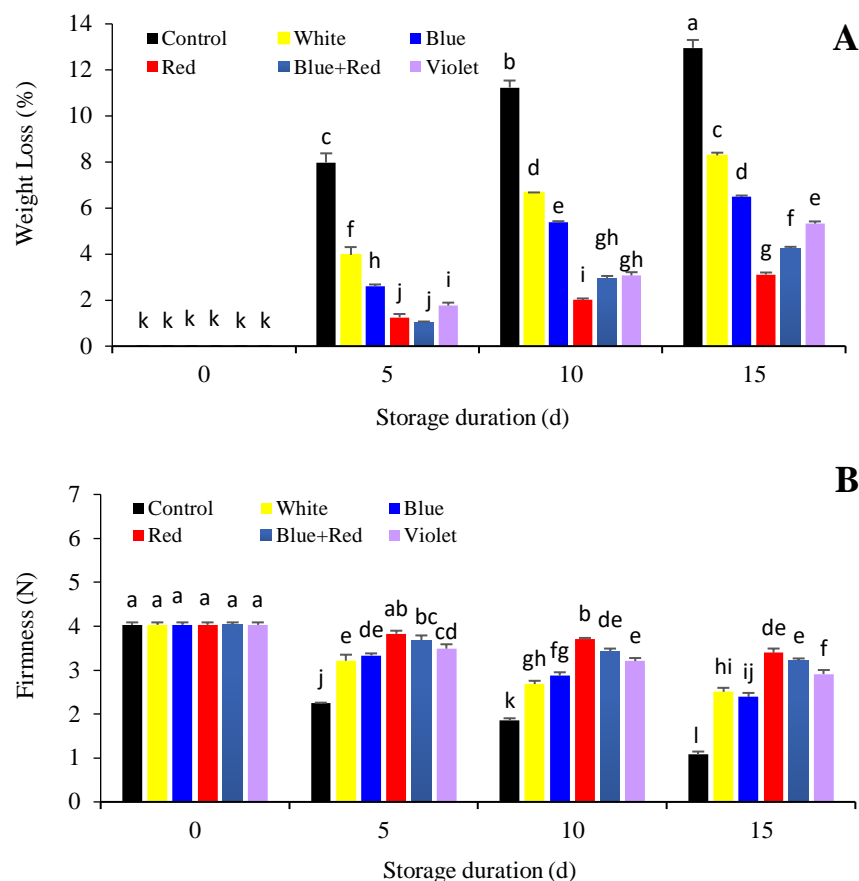 A
Control White Blue
Red Blue+Red Violet
Weight Loss (%)
14
12
10
8
6
4
2
0
k k k k k k
c f h j j i
b d e i gh gh
a c d g f e
0 5 10 15
Storage duration (d)
B
Control White Blue
Red Blue+Red Violet
Firmness (N)
7
6
5
4
3
2
1
0
a a a a a a
j e de ab bc cd
k gh fg b de e
l hi ij de e f
0 5 10 15
Storage duration (d)